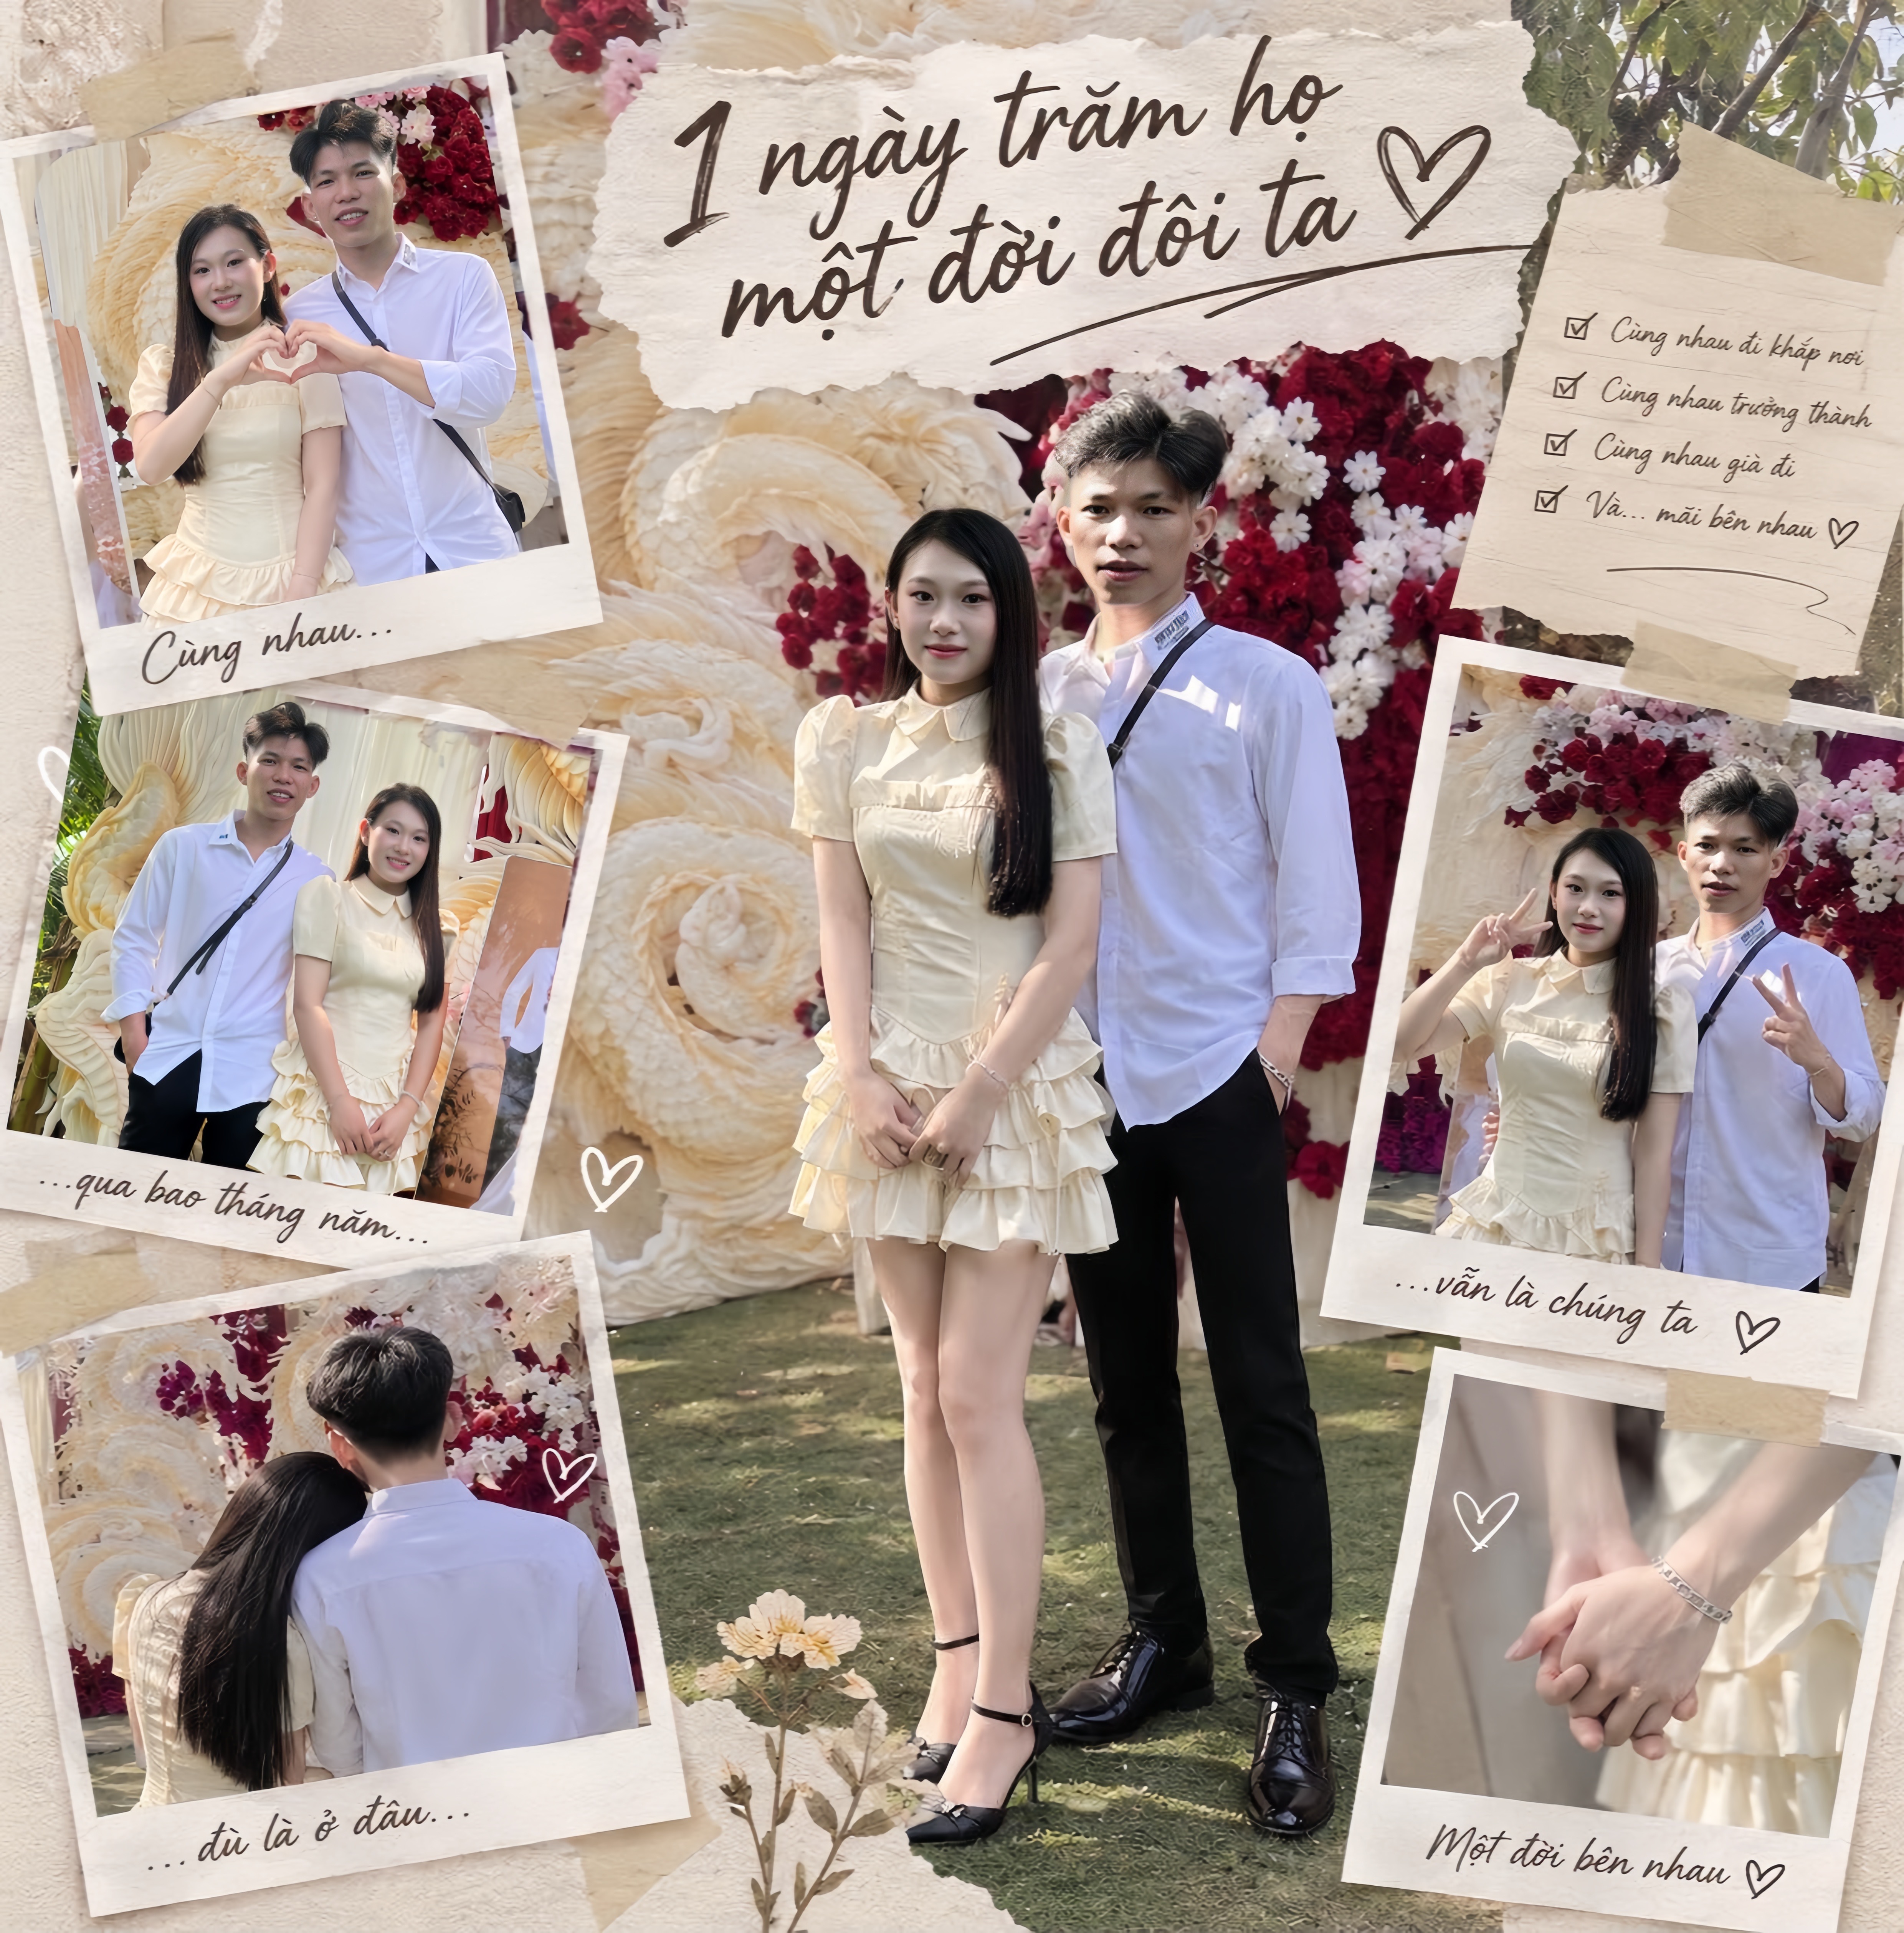 1 ngày trăm họ
một đời đôi ta
Cùng nhau đi khắp nơi
Cùng nhau trưởng thành
Cùng nhau già đi
Và... mãi bên nhau
Cùng nhau...
...qua bao tháng năm...
...vẫn là chúng ta
...dù là ở đâu...
Một đời bên nhau